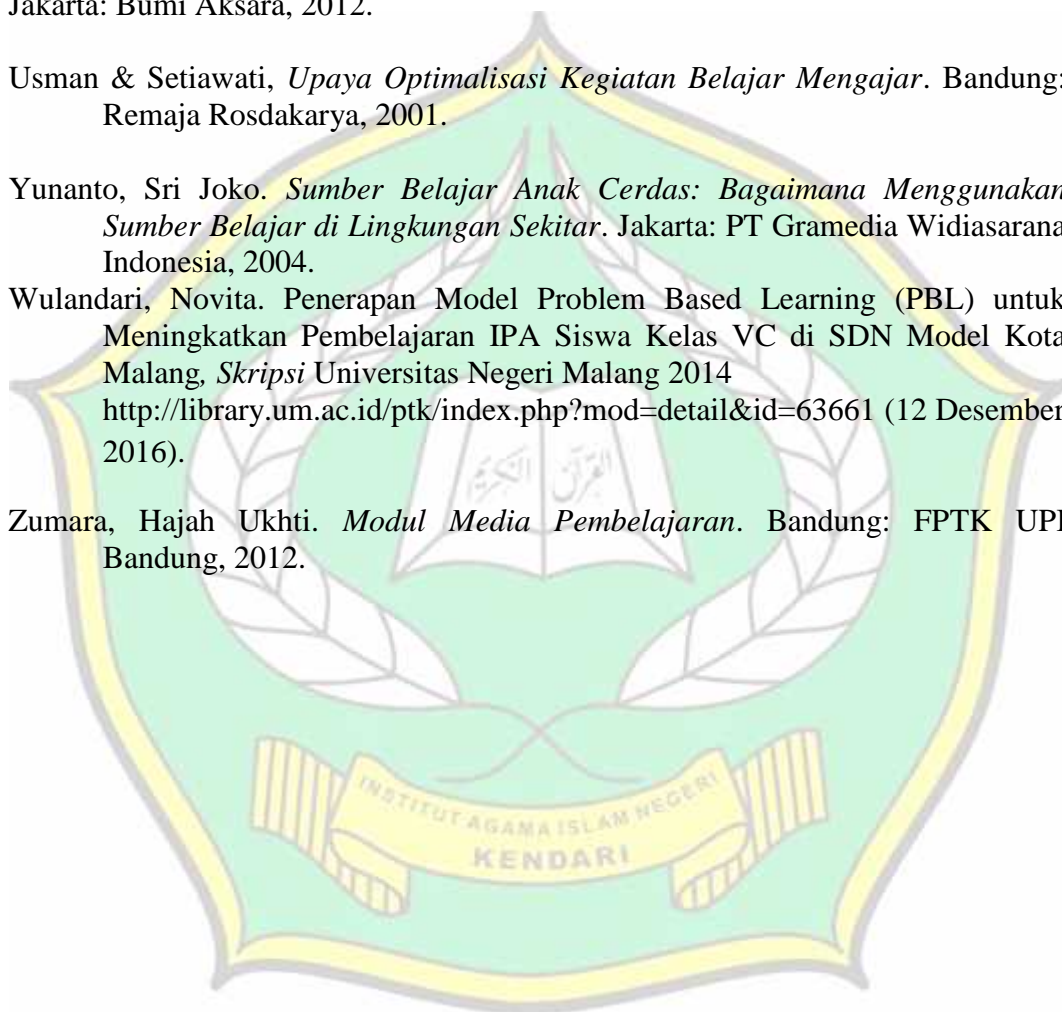 Jakarta: Bumi Aksara, 2012.
Usman & Setiawati, Upaya Optimalisasi Kegiatan Belajar Mengajar. Bandung:
Remaja Rosdakarya, 2001.
Yunanto, Sri Joko. Sumber Belajar Anak Cerdas: Bagaimana Menggunakan
Sumber Belajar di Lingkungan Sekitar. Jakarta: PT Gramedia Widiasarana
Indonesia, 2004.
Wulandari, Novita. Penerapan Model Problem Based Learning (PBL) untuk
Meningkatkan Pembelajaran IPA Siswa Kelas VC di SDN Model Kota
Malang, Skripsi Universitas Negeri Malang 2014
http://library.um.ac.id/ptk/index.php?mod=detail&id=63661 (12 Desember
2016).
Zumara, Hajah Ukhti. Modul Media Pembelajaran. Bandung: FPTK UPI
Bandung, 2012.
القرآن الكريم
INSTITUT AGAMA ISLAM NEGERI
KENDARI